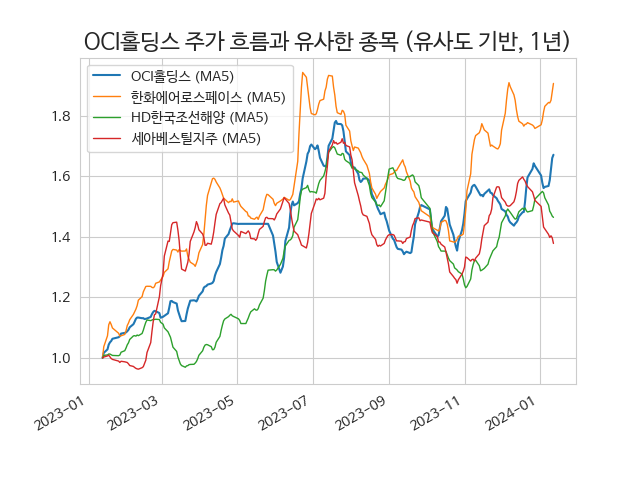 OCI홀딩스 주가 흐름과 유사한 종목 (유사도 기반, 1년)
OCI홀딩스 (MA5)
한화에어로스페이스 (MA5)
HD한국조선해양 (MA5)
세아베스틸지주 (MA5)
1.8
1.6
1.4
1.2
1.0
2023-01
2023-03
2023-05
2023-07
2023-09
2023-11
2024-01